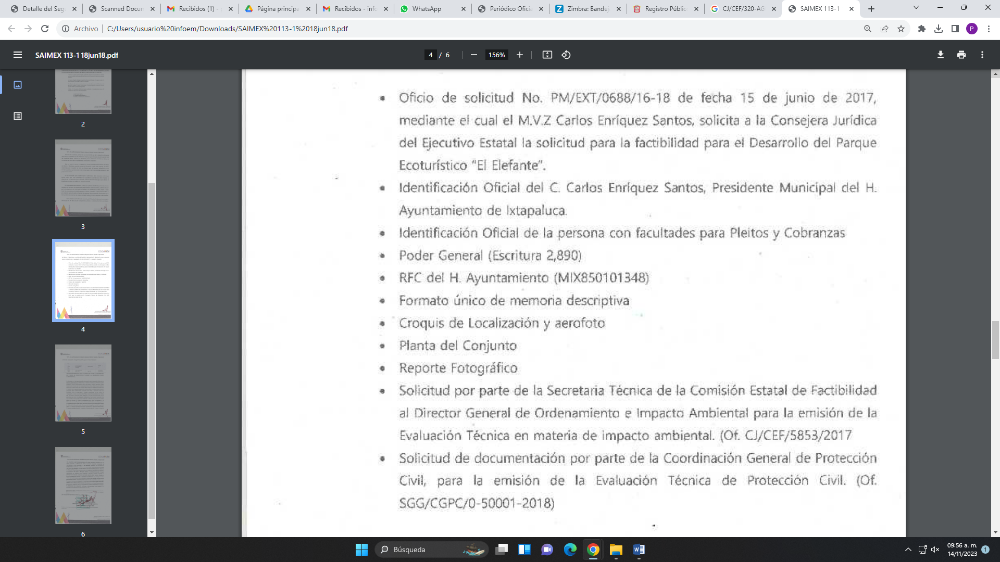 Detalle del Seg
Scanned Docun
Recibidos (1) -
Página principa
Recibidos - info
WhatsApp
Periódico Oficia
Zimbra: Bandej
Registro Públic
CJ/CEF/320-AG
SAIMEX 113-1
Archivo C:/Users/usuario%20infoem/Downloads/SAIMEX%20113-1%2018jun18.pdf
P
SAIMEX 113-1 18jun18.pdf
4 / 6
156%
2
3
4
5
6
• Oficio de solicitud No. PM/EXT/0688/16-18 de fecha 15 de junio de 2017,
mediante el cual el M.V.Z Carlos Enríquez Santos, solicita a la Consejera Jurídica
del Ejecutivo Estatal la solicitud para la factibilidad para el Desarrollo del Parque
Ecoturístico "El Elefante".
• Identificación Oficial del C. Carlos Enríquez Santos, Presidente Municipal del H.
Ayuntamiento de Ixtapaluca.
• Identificación Oficial de la persona con facultades para Pleitos y Cobranzas
• Poder General (Escritura 2,890)
• RFC del H. Ayuntamiento (MIX850101348)
• Formato único de memoria descriptiva
• Croquis de Localización y aerofoto
• Planta del Conjunto
• Reporte Fotográfico
• Solicitud por parte de la Secretaria Técnica de la Comisión Estatal de Factibilidad
al Director General de Ordenamiento e Impacto Ambiental para la emisión de la
Evaluación Técnica en materia de impacto ambiental. (Of. CJ/CEF/5853/2017
• Solicitud de documentación por parte de la Coordinación General de Protección
Civil, para la emisión de la Evaluación Técnica de Protección Civil. (Of.
SGG/CGPC/0-50001-2018)
Búsqueda
09:56 a. m.
14/11/2023
1